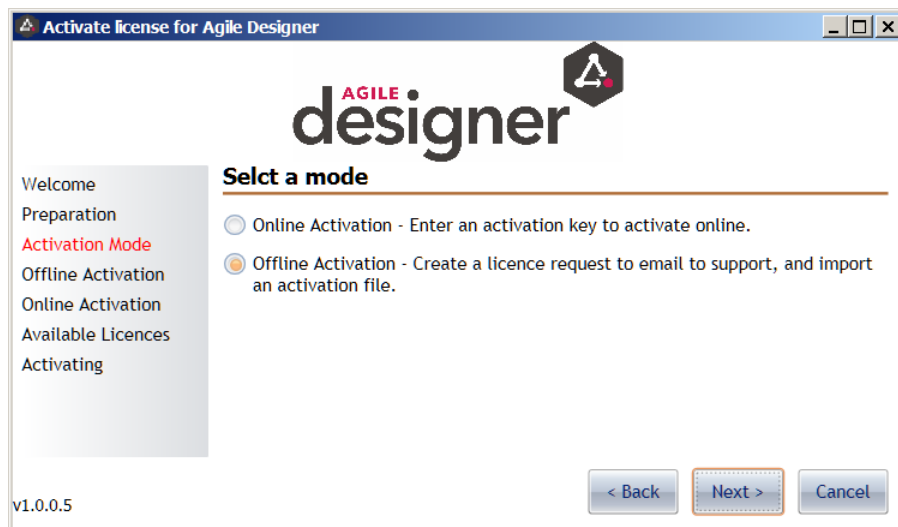 Activate license for Agile Designer
AGILE
designer
Welcome
Preparation
Activation Mode
Offline Activation
Online Activation
Available Licences
Activating
Selct a mode
Online Activation - Enter an activation key to activate online.
Offline Activation - Create a licence request to email to support, and import
an activation file.
v1.0.0.5
< Back
Next >
Cancel